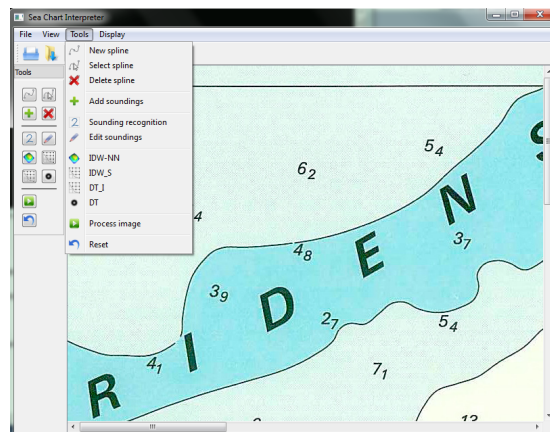 Sea Chart Interpreter
File View Tools Display
Tools
New spline
Select spline
Delete spline
Add soundings
Sounding recognition
Edit soundings
IDW-NN
IDW_S
DT_I
DT
Process image
Reset
5₄
6₂
4
N
3₇
4₈
E
3₉
D
2₇
5₄
I
4₁
7₁
R
13